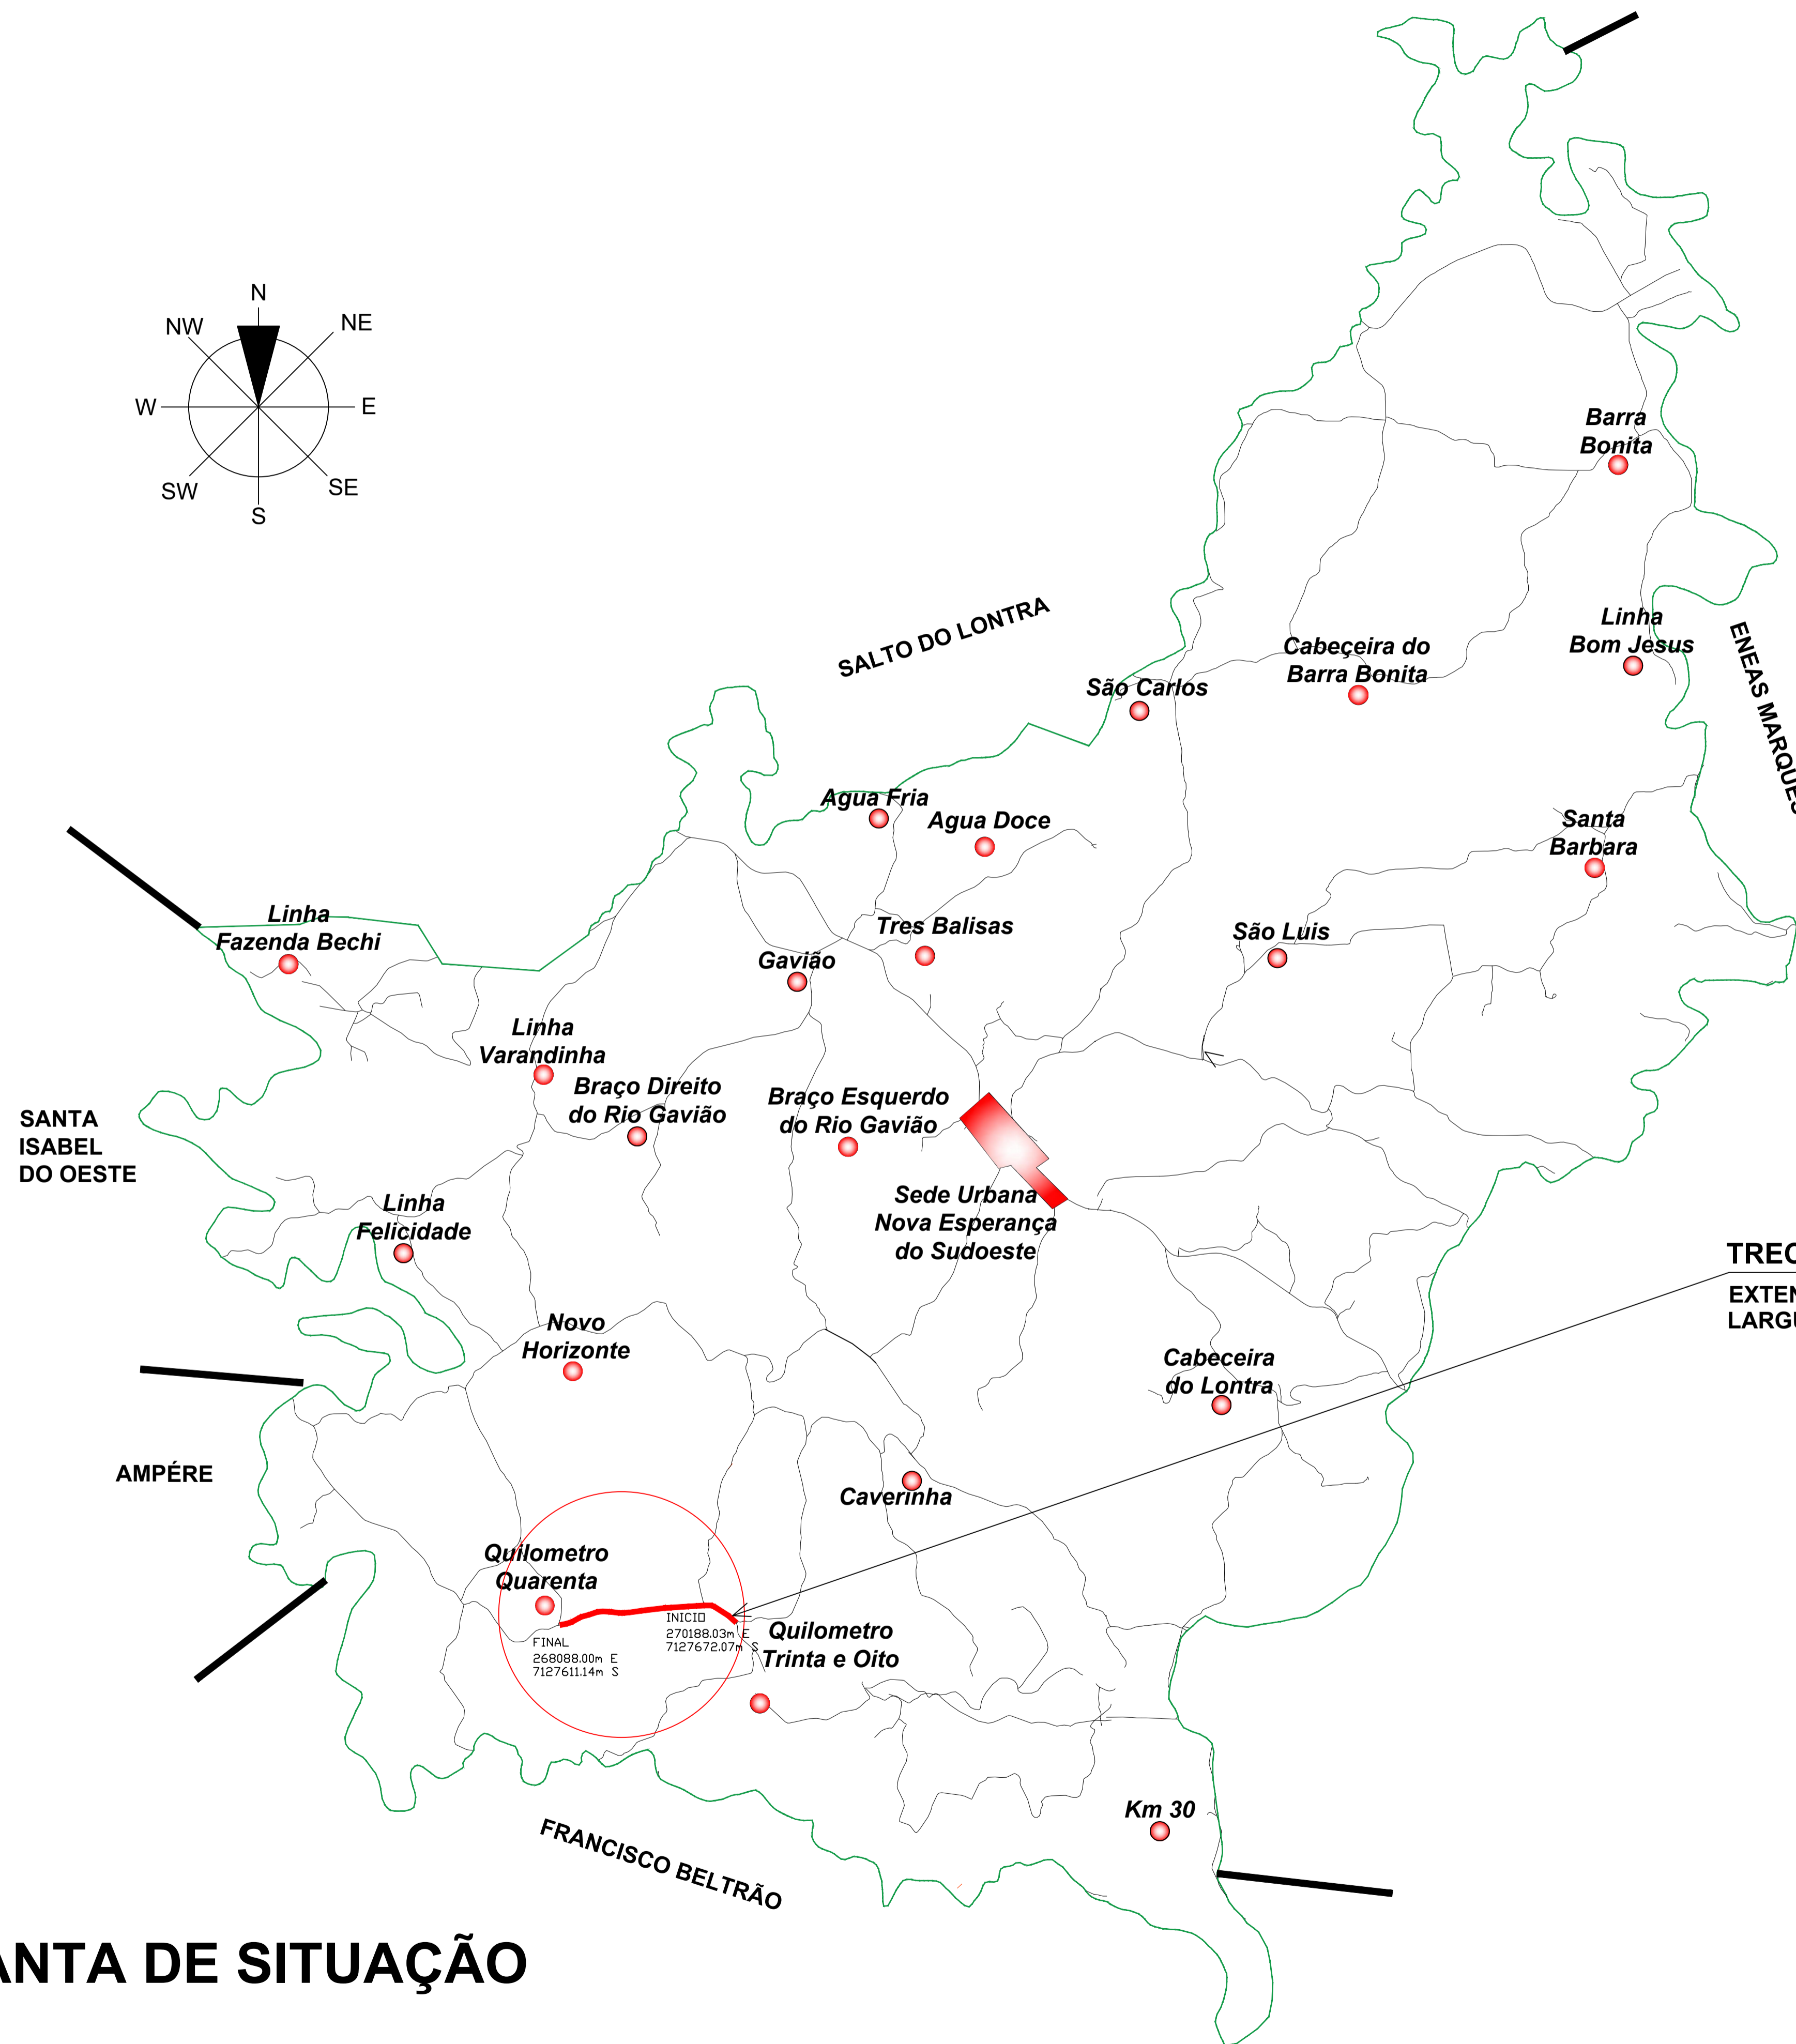 N
NW
NE
W
E
SW
SE
S
Barra
Bonita
SALTO DO LONTRA
Linha
Bom Jesus
ENEAS MARQUES
Cabeçeira do
Barra Bonita
São Carlos
Agua Fria
Agua Doce
Santa
Barbara
Linha
Fazenda Bechi
Tres Balisas
São Luis
Gavião
Linha
Varandinha
Braço Direito
do Rio Gavião
Braço Esquerdo
do Rio Gavião
SANTA
ISABEL
DO OESTE
Sede Urbana
Nova Esperança
do Sudoeste
Linha
Felicidade
TREC
EXTEN
LARGU
Novo
Horizonte
Cabeceira
do Lontra
AMPÉRE
Caverinha
Quilometro
Quarenta
INICIO
270188.03m E
7127672.07m S
FINAL
268088.00m E
7127611.14m S
Quilometro
Trinta e Oito
Km 30
FRANCISCO BELTRÃO
ANTA DE SITUAÇÃO